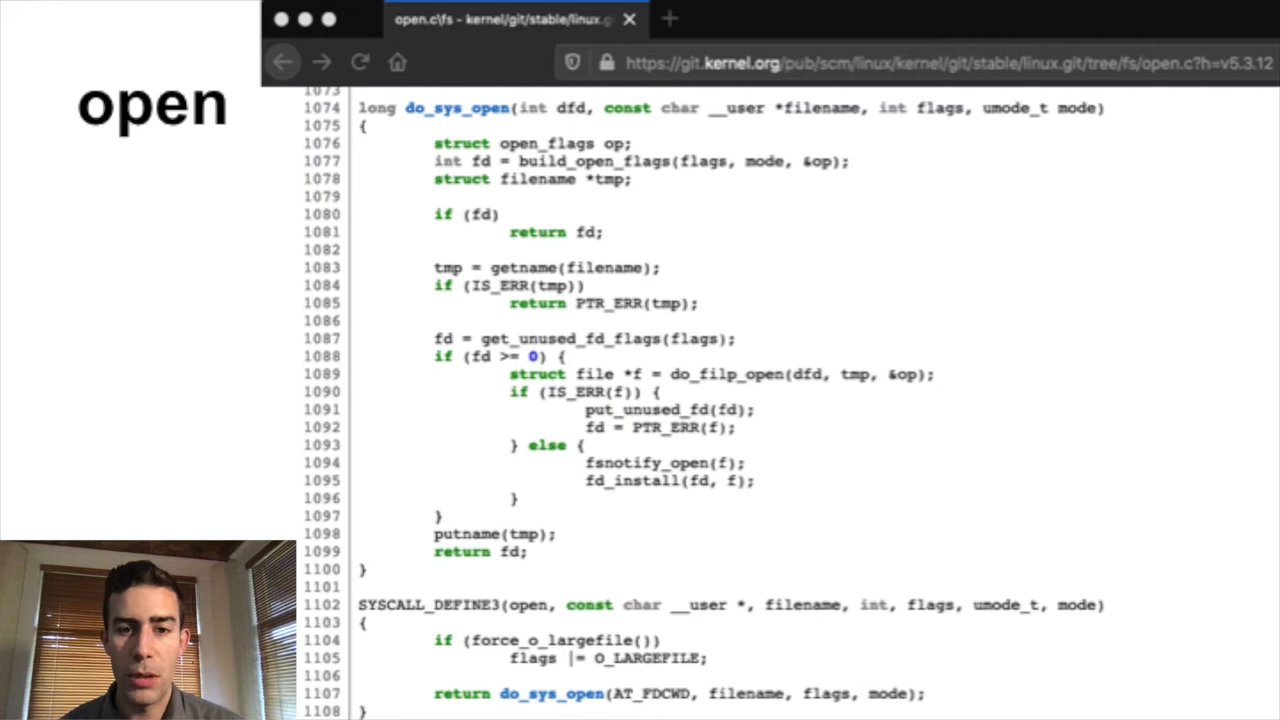 open
open.c\fs - kernel/git/stable/linux.g
https://git.kernel.org/pub/scm/linux/kernel/git/stable/linux.git/tree/fs/open.c?h=v5.3.12
1073
1074 long do_sys_open(int dfd, const char __user *filename, int flags, umode_t mode)
1075 {
1076 struct open_flags op;
1077 int fd = build_open_flags(flags, mode, &op);
1078 struct filename *tmp;
1079
1080 if (fd)
1081 return fd;
1082
1083 tmp = getname(filename);
1084 if (IS_ERR(tmp))
1085 return PTR_ERR(tmp);
1086
1087 fd = get_unused_fd_flags(flags);
1088 if (fd >= 0) {
1089 struct file *f = do_filp_open(dfd, tmp, &op);
1090 if (IS_ERR(f)) {
1091 put_unused_fd(fd);
1092 fd = PTR_ERR(f);
1093 } else {
1094 fsnotify_open(f);
1095 fd_install(fd, f);
1096 }
1097 }
1098 putname(tmp);
1099 return fd;
1100 }
1101
1102 SYSCALL_DEFINE3(open, const char __user *, filename, int, flags, umode_t, mode)
1103 {
1104 if (force_o_largefile())
1105 flags |= O_LARGEFILE;
1106
1107 return do_sys_open(AT_FDCWD, filename, flags, mode);
1108 }